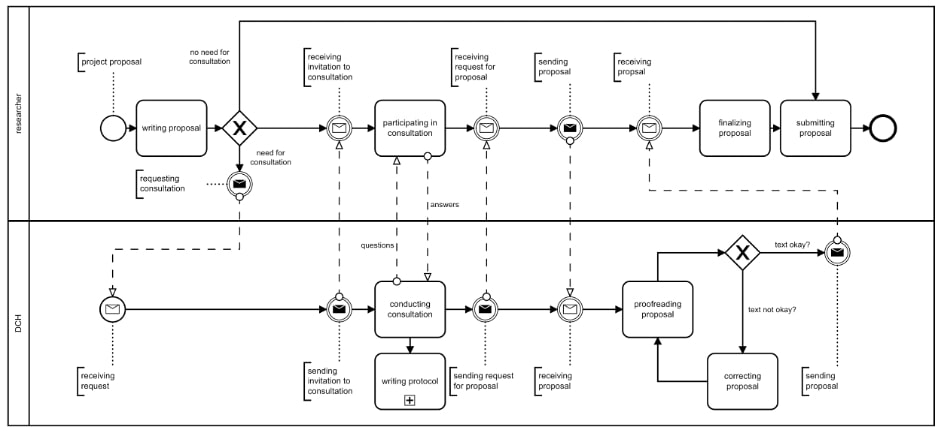 researcher
project proposal
writing proposal
no need for
consultation
need for
consultation
requesting
consultation
receiving
invitation to
consultation
participating in
consultation
receiving
request for
proposal
sending
proposal
receiving
propsal
finalizing
proposal
submitting
proposal
answers
questions
DCH
receiving
request
sending
invitation to
consultation
conducting
consultation
writing protocol
sending request
for proposal
receiving
proposal
proofreading
proposal
text okay?
text not okay?
correcting
proposal
sending
proposal